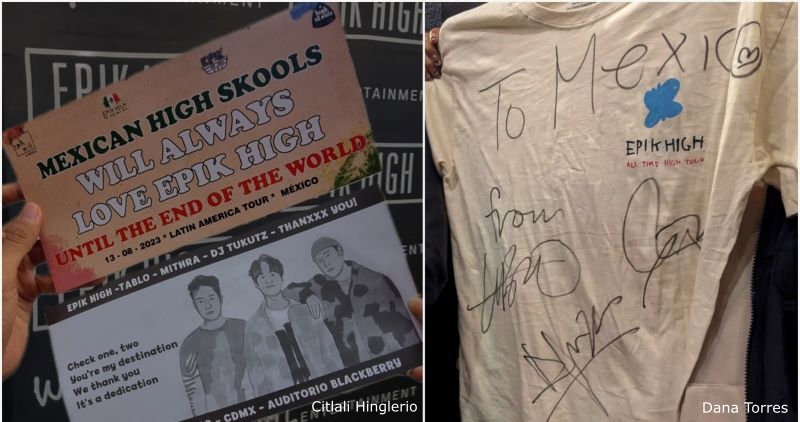 EPIK HIGH
MEXICAN HIGH SKOOLS
WILL ALWAYS
LOVE EPIK HIGH
UNTIL THE END OF THE WORLD
13 - 08 - 2023 * LATIN AMERICA TOUR * MÉXICO
EPIK HIGH -TABLO - MITHRA - DJ TUKUTZ - THANXXX YOU!
Check one, two
You're my destination
We thank you
It's a dedication
- CDMX - AUDITORIO BLACKBERRY
Citlali Hinglerio
To MexiCo
EPIK HIGH
ALL TIME HIGH TOUR
from
Dana Torres